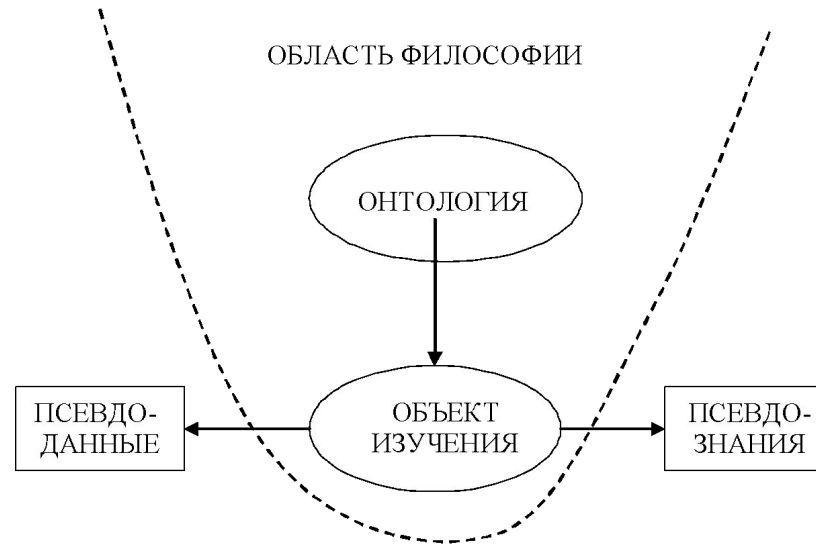 ОБЛАСТЬ ФИЛОСОФИИ
ОНТОЛОГИЯ
ПСЕВДО-
ДАННЫЕ
ОБЪЕКТ
ИЗУЧЕНИЯ
ПСЕВДО-
ЗНАНИЯ